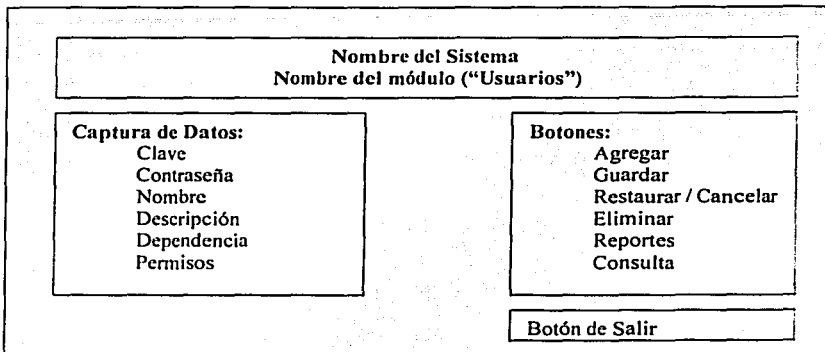 Nombre del Sistema
Nombre del módulo ("Usuarios")
Captura de Datos:
Clave
Contraseña
Nombre
Descripción
Dependencia
Permisos
Botones:
Agregar
Guardar
Restaurar / Cancelar
Eliminar
Reportes
Consulta
Botón de Salir